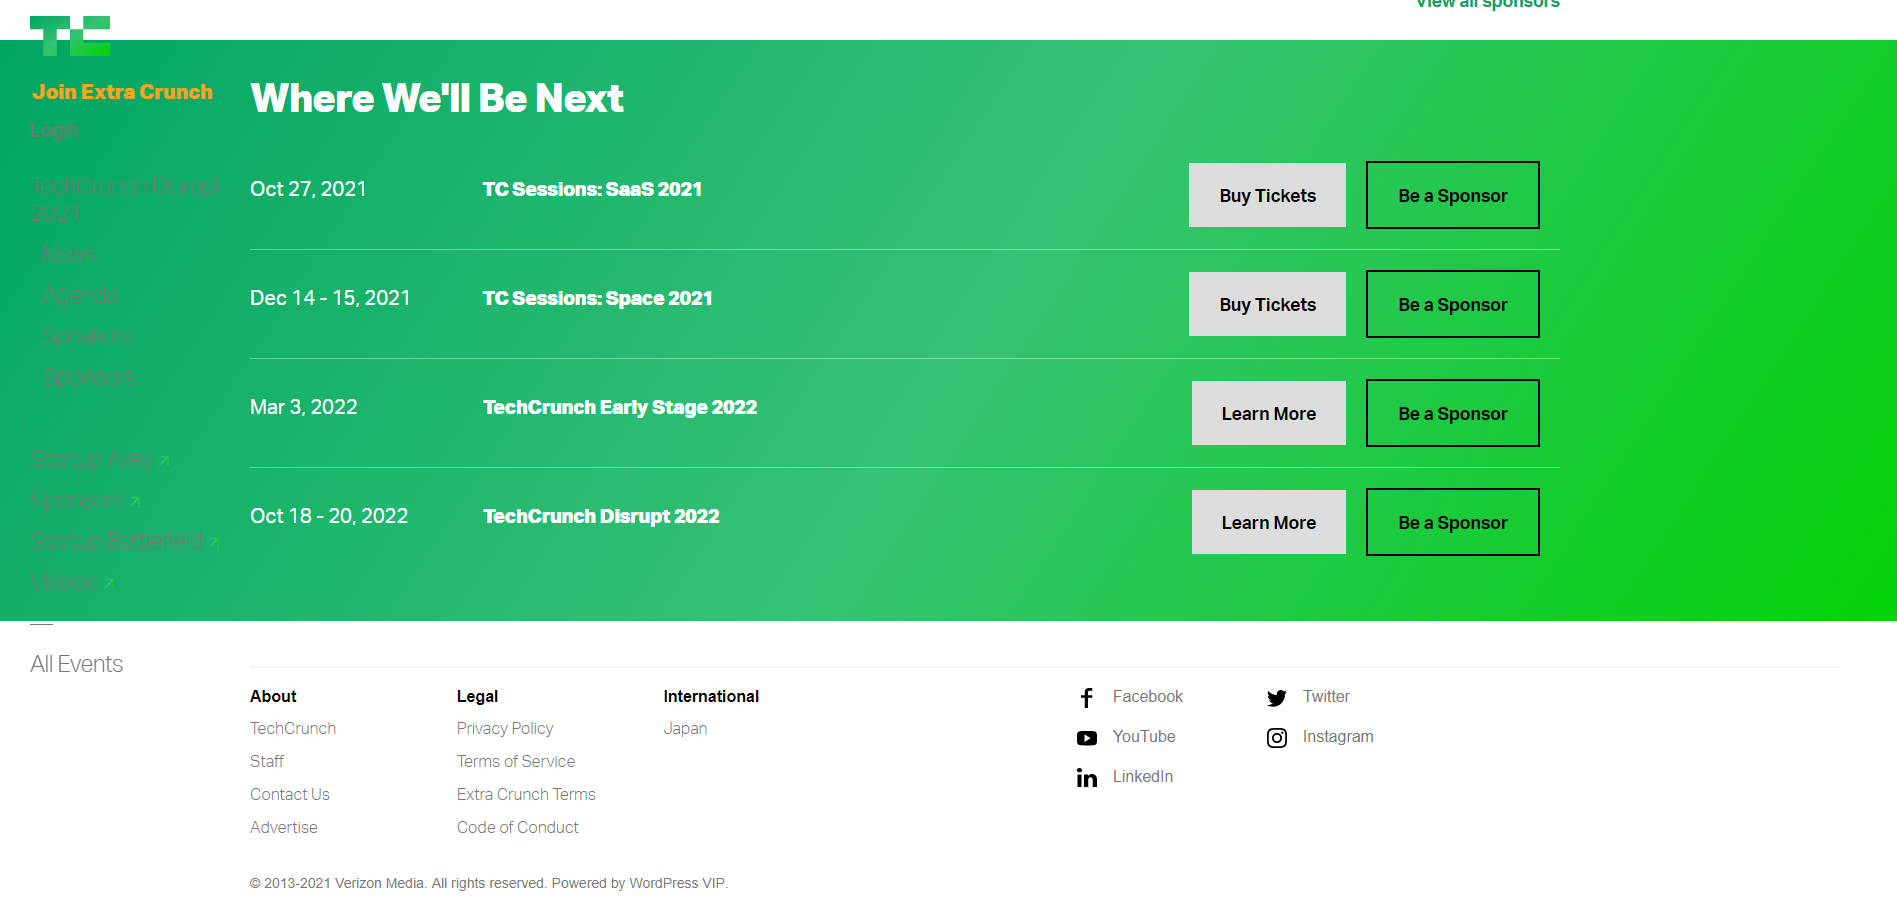 View all sponsors
TC
Join Extra Crunch
Login
TechCrunch Disrupt
2021
News
Agenda
Speakers
Sponsors
Startup Alley
Sponsors
Startup Battlefield
Videos
All Events
Where We'll Be Next
Oct 27, 2021 TC Sessions: SaaS 2021 Buy Tickets Be a Sponsor
Dec 14 - 15, 2021 TC Sessions: Space 2021 Buy Tickets Be a Sponsor
Mar 3, 2022 TechCrunch Early Stage 2022 Learn More Be a Sponsor
Oct 18 - 20, 2022 TechCrunch Disrupt 2022 Learn More Be a Sponsor
About
TechCrunch
Staff
Contact Us
Advertise
Legal
Privacy Policy
Terms of Service
Extra Crunch Terms
Code of Conduct
International
Japan
Facebook
YouTube
LinkedIn
Twitter
Instagram
© 2013-2021 Verizon Media. All rights reserved. Powered by WordPress VIP.